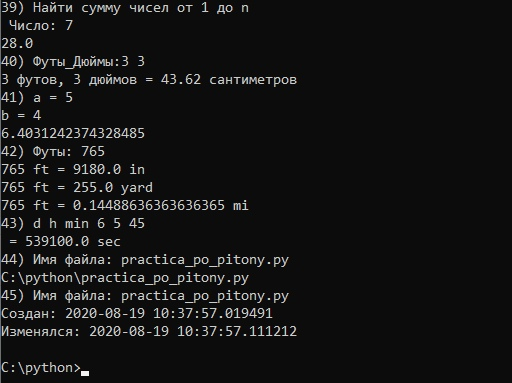 39) Найти сумму чисел от 1 до n
Число: 7
28.0
40) Футы_Дюймы:3 3
3 футов, 3 дюймов = 43.62 сантиметров
41) a = 5
b = 4
6.4031242374328485
42) Футы: 765
765 ft = 9180.0 in
765 ft = 255.0 yard
765 ft = 0.14488636363636365 mi
43) d h min 6 5 45
= 539100.0 sec
44) Имя файла: practica_po_pitony.py
C:\python\practica_po_pitony.py
45) Имя файла: practica_po_pitony.py
Создан: 2020-08-19 10:37:57.019491
Изменялся: 2020-08-19 10:37:57.111212
C:\python>